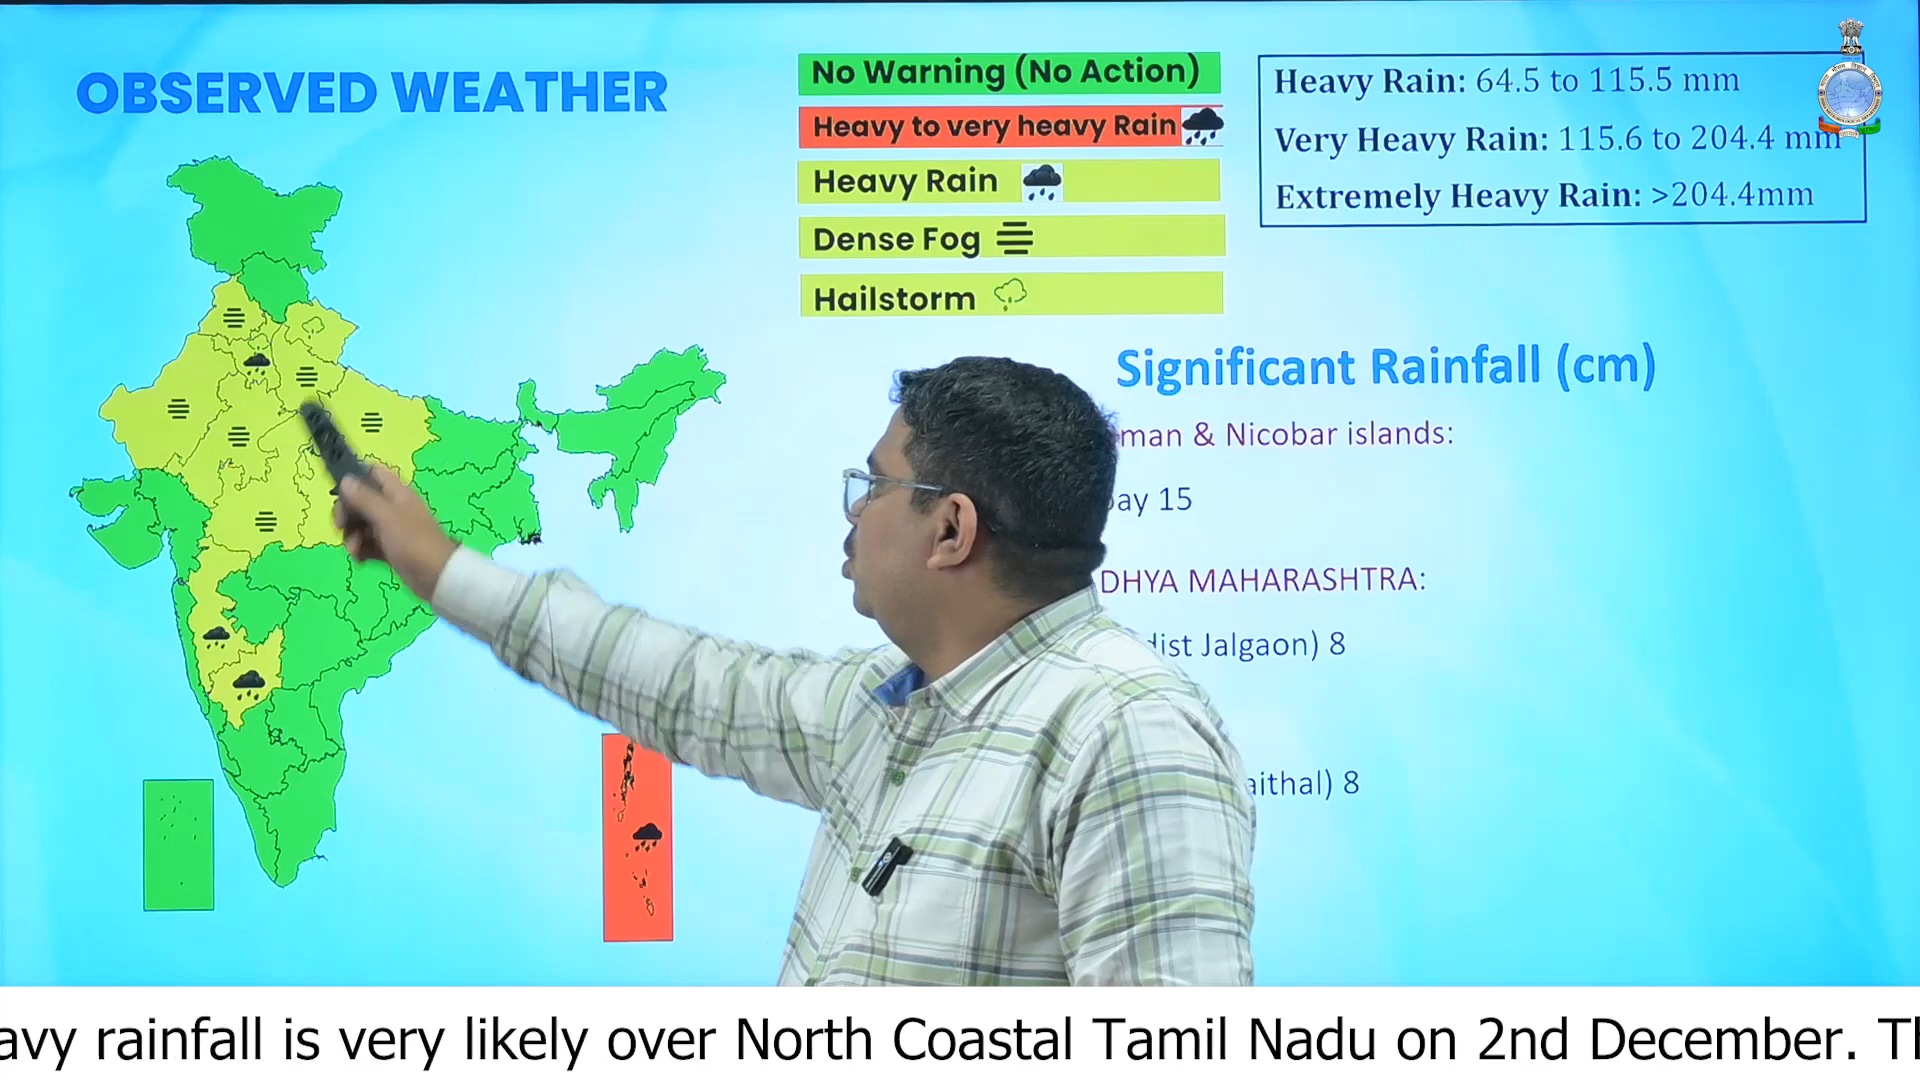 OBSERVED WEATHER
No Warning (No Action)
Heavy to very heavy Rain
Heavy Rain
Dense Fog
Hailstorm
Heavy Rain: 64.5 to 115.5 mm
Very Heavy Rain: 115.6 to 204.4 mm
Extremely Heavy Rain: >204.4mm
Significant Rainfall (cm)
man & Nicobar islands:
ay 15
DHYA MAHARASHTRA:
dist Jalgaon) 8
aithal) 8
avy rainfall is very likely over North Coastal Tamil Nadu on 2nd December. Th